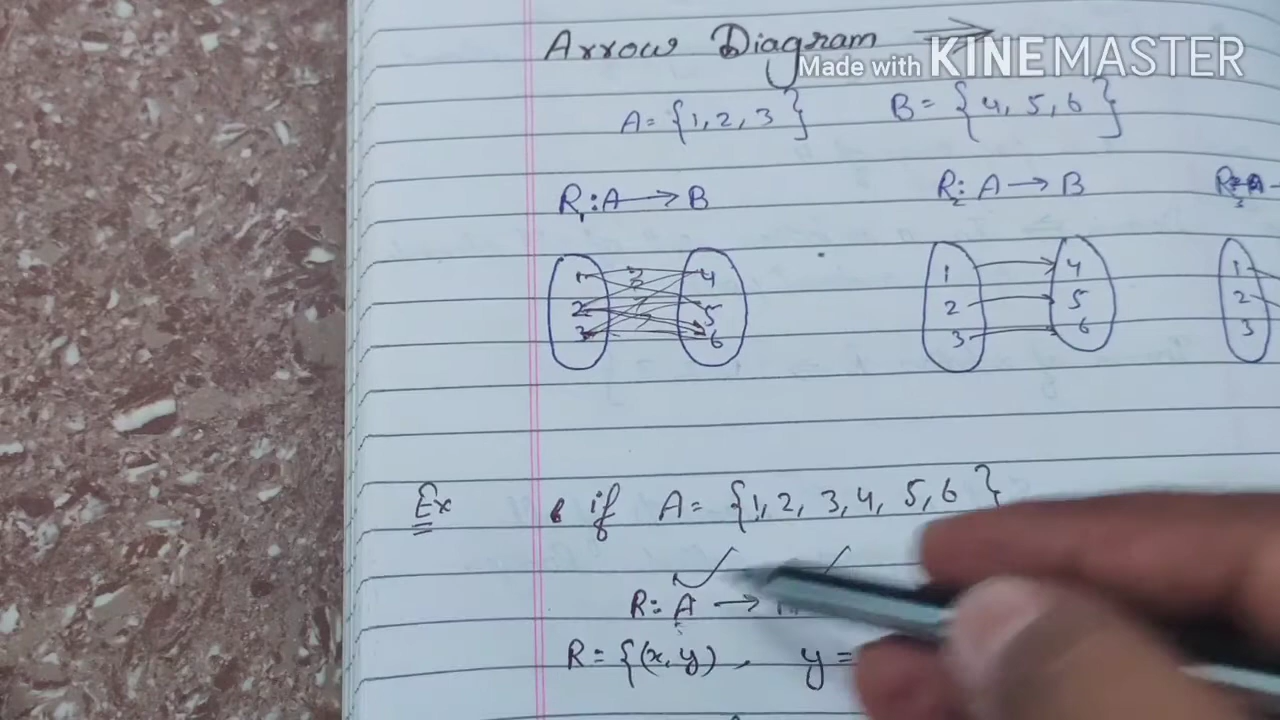 Arrow Diagram →
Made with KINEMASTER
A = {1, 2, 3} B = {4, 5, 6}
R₁: A → B R₂: A → B
1 4 1 4 1
2 5 2 5 2
3 6 3 6 3
Ex if A = {1, 2, 3, 4, 5, 6}
R: A →
R = {(x, y), y =